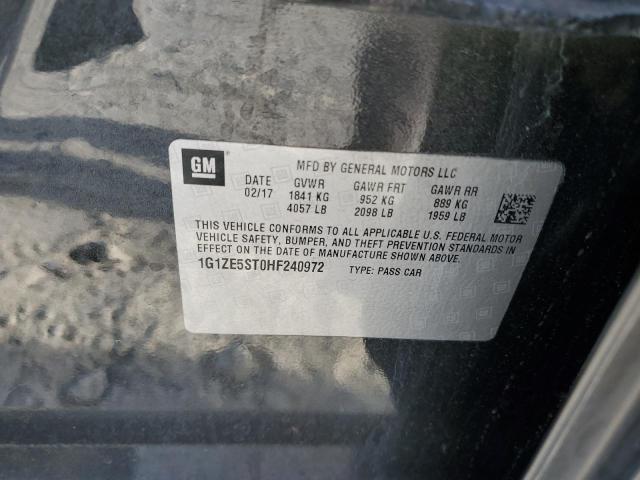 GM
MFD BY GENERAL MOTORS LLC
DATE GVWR GAWR FRT GAWR RR
02/17 1841 KG 952 KG 889 KG
4057 LB 2098 LB 1959 LB
THIS VEHICLE CONFORMS TO ALL APPLICABLE U.S. FEDERAL MOTOR
VEHICLE SAFETY, BUMPER, AND THEFT PREVENTION STANDARDS IN
EFFECT ON THE DATE OF MANUFACTURE SHOWN ABOVE.
1G1ZE5ST0HF240972 TYPE: PASS CAR